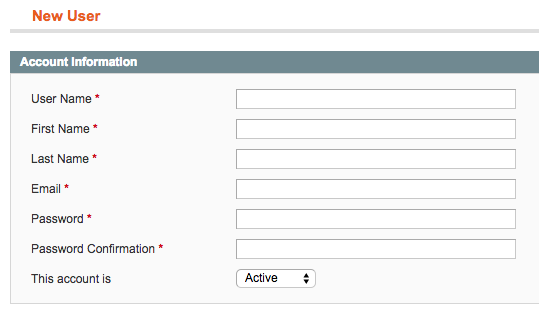 New User
Account Information
User Name *
First Name *
Last Name *
Email *
Password *
Password Confirmation *
This account is Active